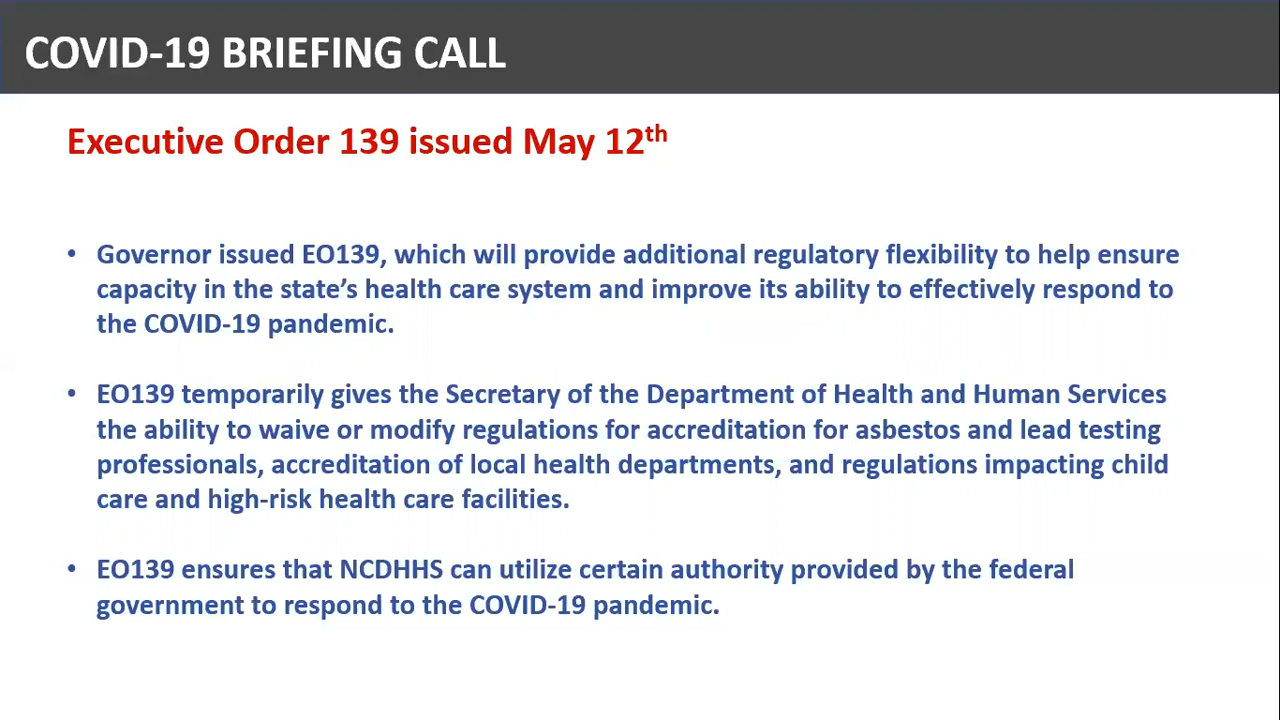 COVID-19 BRIEFING CALL
Executive Order 139 issued May 12th
• Governor issued EO139, which will provide additional regulatory flexibility to help ensure
capacity in the state’s health care system and improve its ability to effectively respond to
the COVID-19 pandemic.
• EO139 temporarily gives the Secretary of the Department of Health and Human Services
the ability to waive or modify regulations for accreditation for asbestos and lead testing
professionals, accreditation of local health departments, and regulations impacting child
care and high-risk health care facilities.
• EO139 ensures that NCDHHS can utilize certain authority provided by the federal
government to respond to the COVID-19 pandemic.